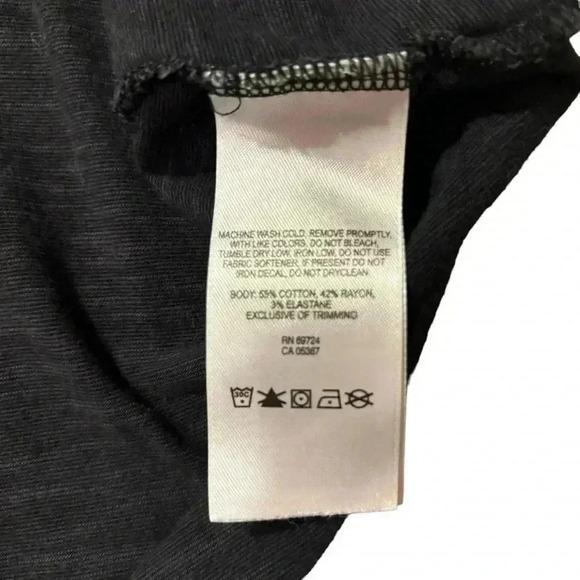 MACHINE WASH COLD, REMOVE PROMPTLY,
WITH LIKE COLORS, DO NOT BLEACH,
TUMBLE DRY LOW, IRON LOW, DO NOT USE
FABRIC SOFTENER, IF PRESENT DO NOT
IRON DECAL, DO NOT DRYCLEAN.
BODY: 55% COTTON, 42% RAYON,
3% ELASTANE
EXCLUSIVE OF TRIMMING
RN 69724
CA 05367
30C